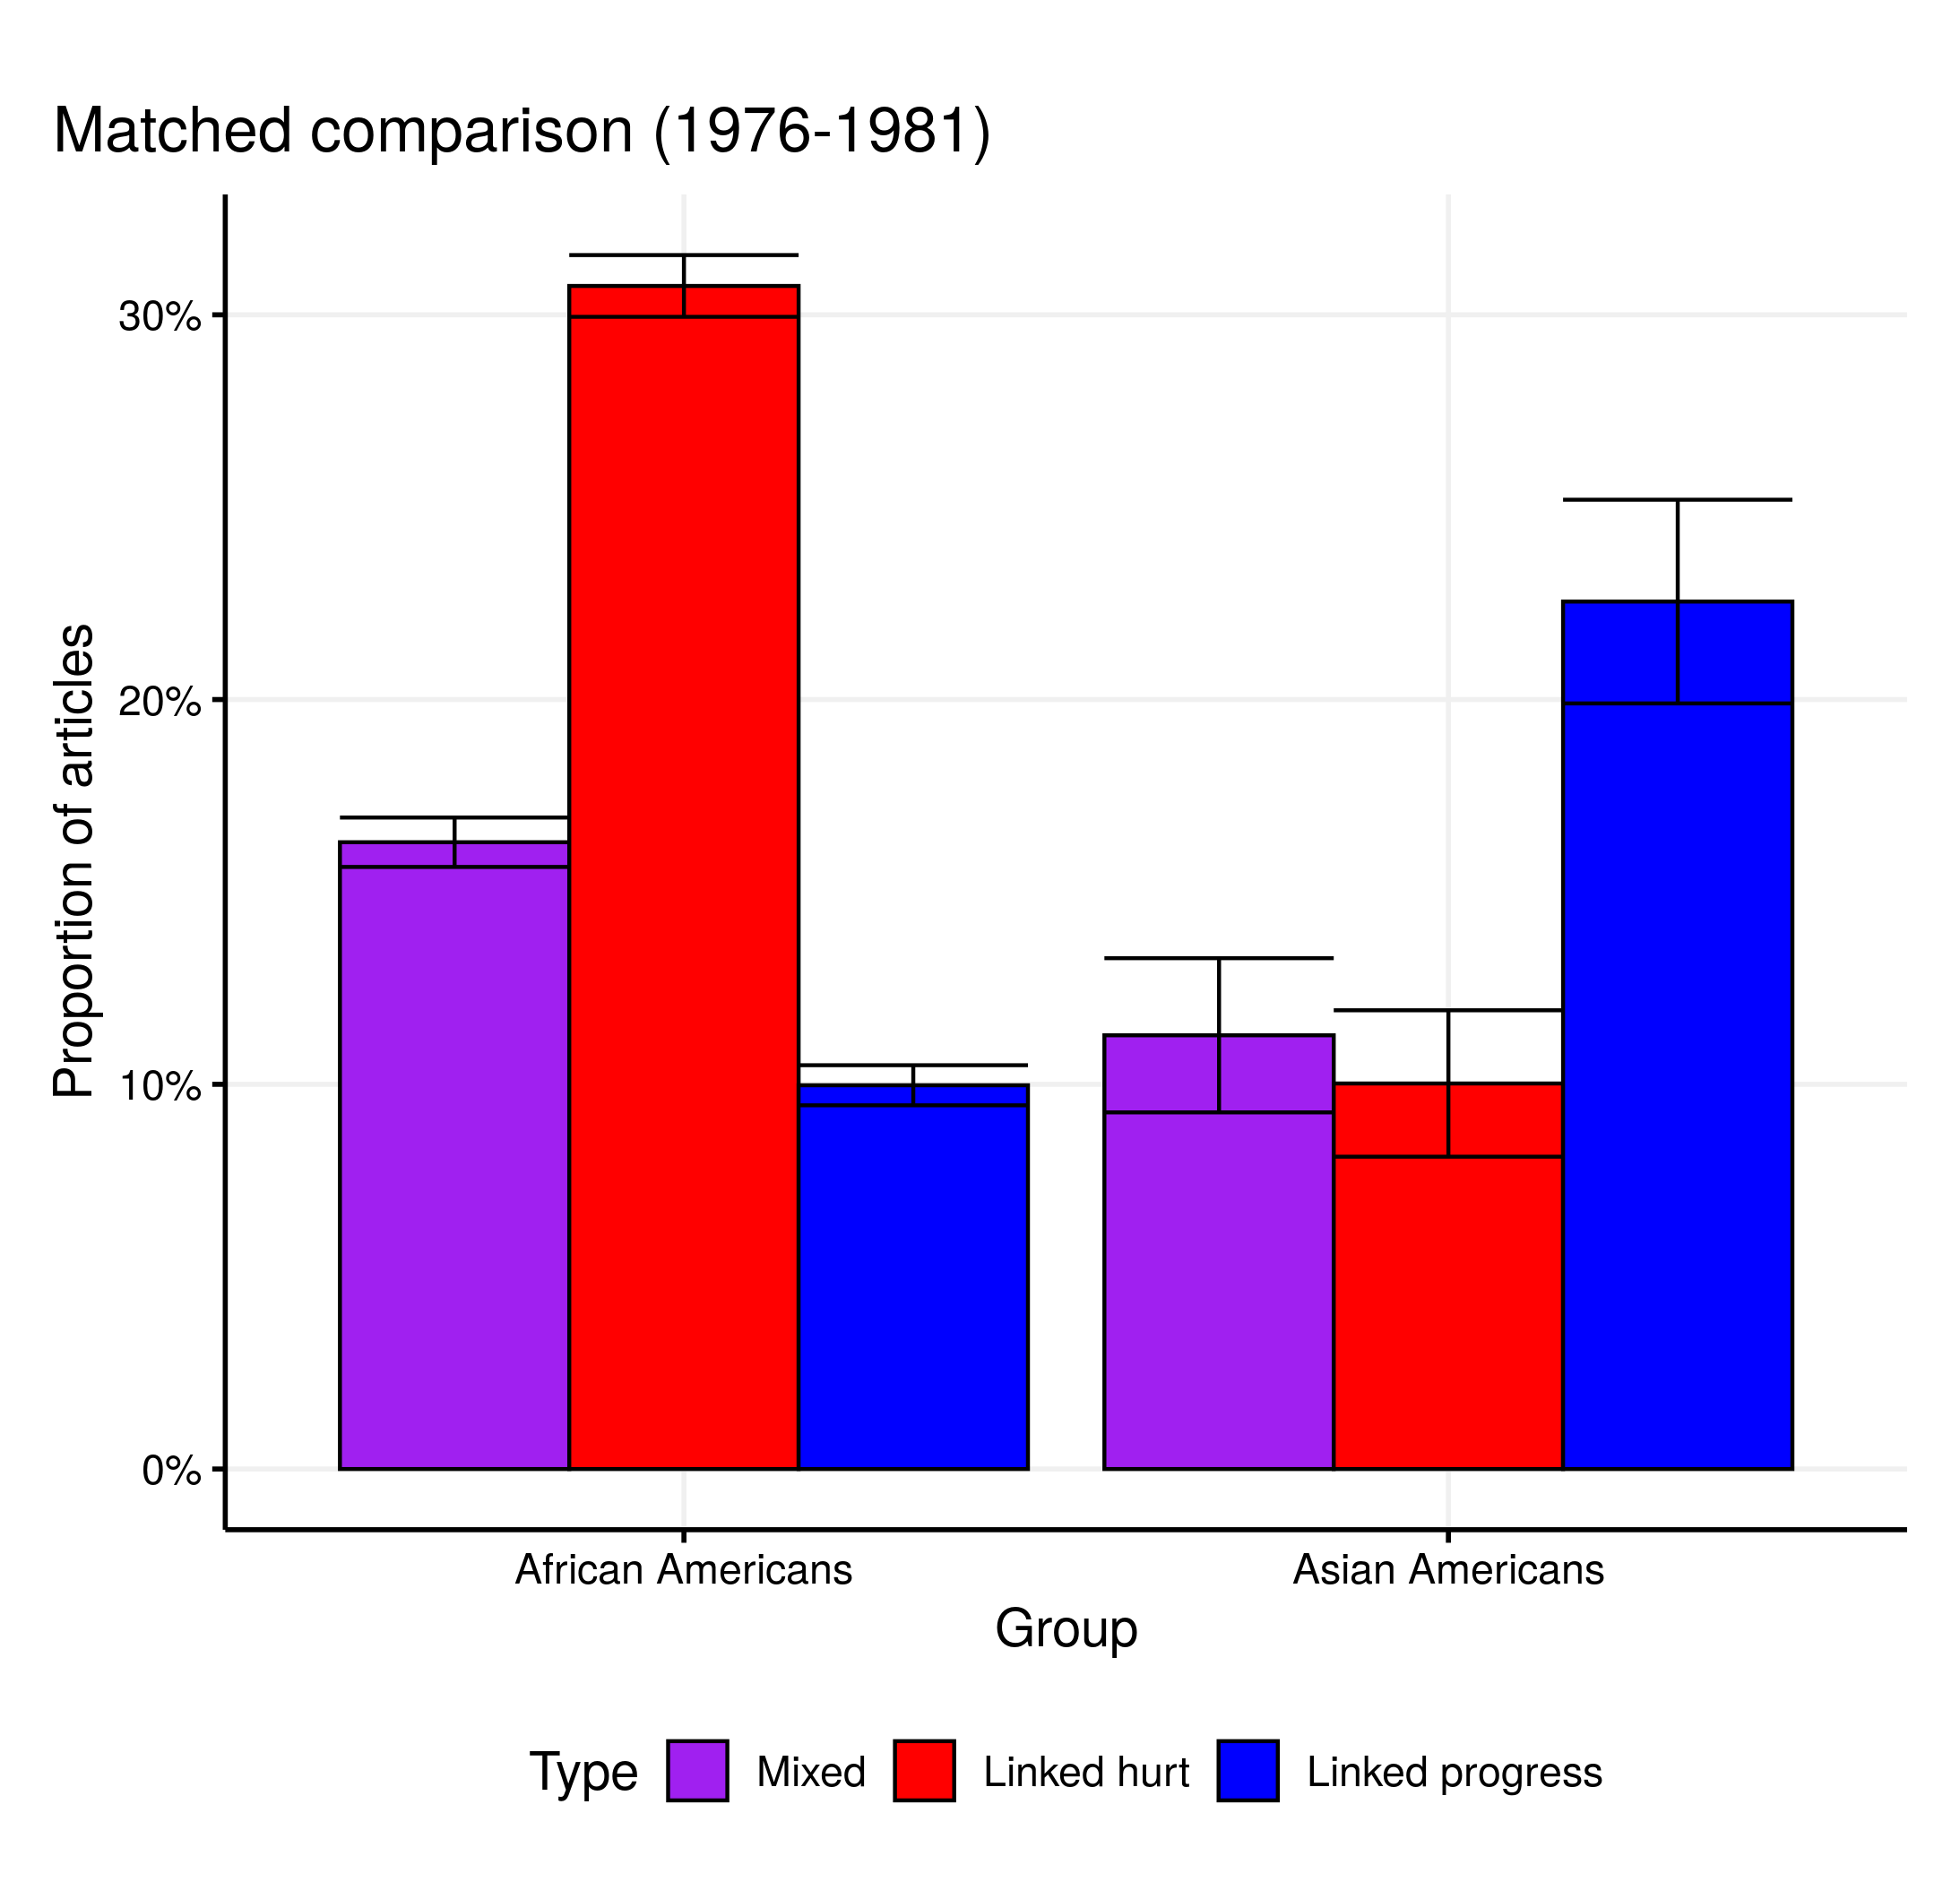 Matched comparison (1976-1981)
Proportion of articles
30%
20%
10%
0%
African Americans Asian Americans
Group
Type Mixed Linked hurt Linked progress